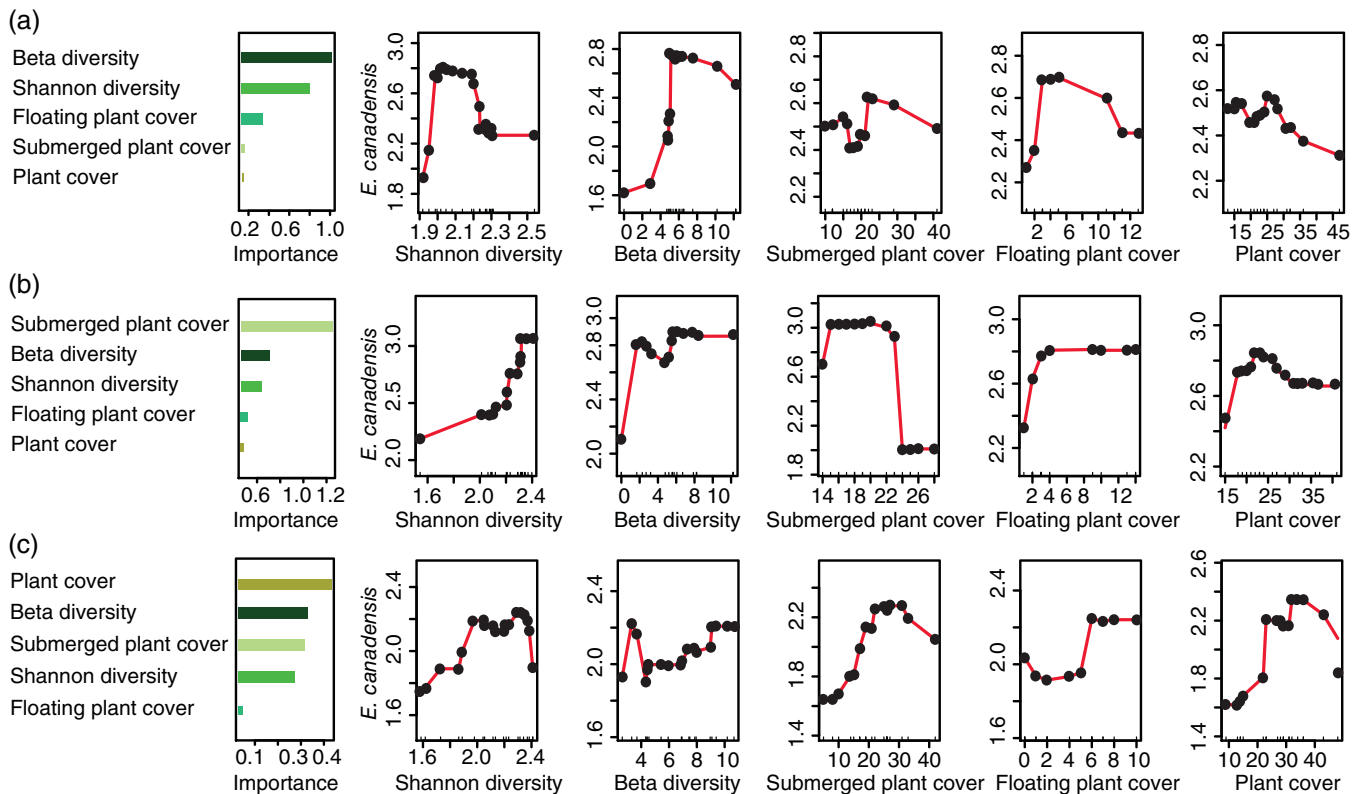 (a)
Beta diversity
Shannon diversity
Floating plant cover
Submerged plant cover
Plant cover
0.2 0.6 1.0
Importance
E. canadensis
1.8 2.2 2.6 3.0
1.9 2.1 2.3 2.5
Shannon diversity
1.6 2.0 2.4 2.8
0 2 4 6 8 10
Beta diversity
2.2 2.4 2.6 2.8
10 20 30 40
Submerged plant cover
2.2 2.4 2.6 2.8
2 6 10 12
Floating plant cover
2.2 2.4 2.6 2.8
15 25 35 45
Plant cover
(b)
Submerged plant cover
Beta diversity
Shannon diversity
Floating plant cover
Plant cover
0.6 1.0 1.2
Importance
E. canadensis
2.0 2.5 3.0
1.6 2.0 2.4
Shannon diversity
2.0 2.4 2.8 3.0
0 4 8 10
Beta diversity
1.8 2.2 2.6 3.0
14 18 22 26
Submerged plant cover
2.2 2.6 3.0
2 4 8 12
Floating plant cover
2.2 2.6 3.0
15 25 35
Plant cover
(c)
Plant cover
Beta diversity
Submerged plant cover
Shannon diversity
Floating plant cover
0.1 0.3 0.4
Importance
E. canadensis
1.6 2.0 2.4
1.6 2.0 2.4
Shannon diversity
1.6 2.0 2.4
4 6 8 10
Beta diversity
1.4 1.8 2.2
10 20 30 40
Submerged plant cover
1.6 2.0 2.4
0 2 4 6 8 10
Floating plant cover
1.4 1.8 2.2 2.6
10 20 30 40
Plant cover